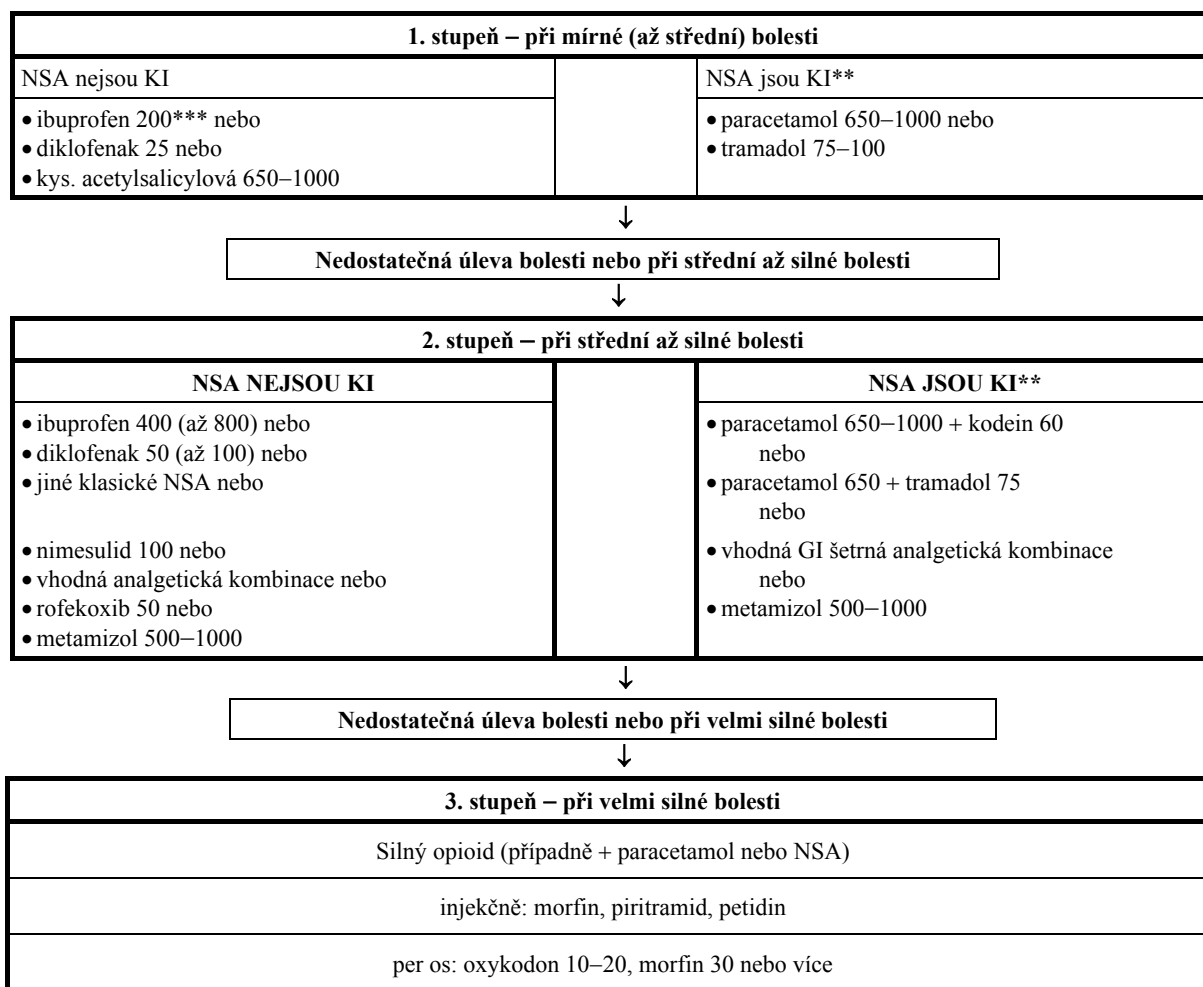 1. stupeň – při mírné (až střední) bolesti
NSA nejsou KI
• ibuprofen 200*** nebo
• diklofenak 25 nebo
• kys. acetylsalicylová 650–1000
NSA jsou KI**
• paracetamol 650–1000 nebo
• tramadol 75–100
↓
Nedostatečná úleva bolesti nebo při střední až silné bolesti
↓
2. stupeň – při střední až silné bolesti
NSA NEJSOU KI
• ibuprofen 400 (až 800) nebo
• diklofenak 50 (až 100) nebo
• jiné klasické NSA nebo
• nimesulid 100 nebo
• vhodná analgetická kombinace nebo
• rofekoxib 50 nebo
• metamizol 500–1000
NSA JSOU KI**
• paracetamol 650–1000 + kodein 60
nebo
• paracetamol 650 + tramadol 75
nebo
• vhodná GI šetrná analgetická kombinace
nebo
• metamizol 500–1000
↓
Nedostatečná úleva bolesti nebo při velmi silné bolesti
↓
3. stupeň – při velmi silné bolesti
Silný opioid (případně + paracetamol nebo NSA)
injekčně: morfin, piritramid, petidin
per os: oxykodon 10–20, morfin 30 nebo více